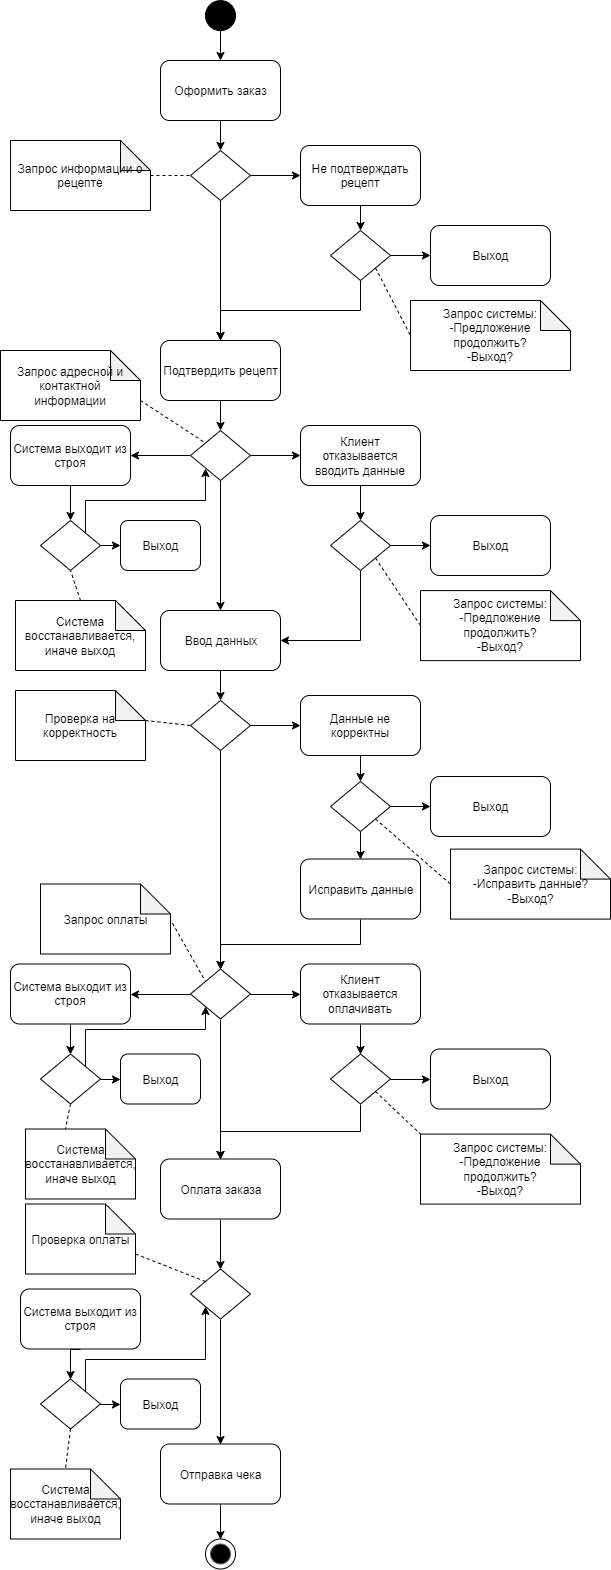 Оформить заказ
Запрос информации о
рецепте
Не подтверждать
рецепт
Выход
Запрос системы:
-Предложение
продолжить?
-Выход?
Подтвердить рецепт
Запрос адресной и
контактной
информации
Система выходит из
строя
Клиент
отказывается
вводить данные
Выход
Выход
Система
восстанавливается,
иначе выход
Запрос системы:
-Предложение
продолжить?
-Выход?
Ввод данных
Проверка на
корректность
Данные не
корректны
Выход
Запрос системы:
-Исправить данные?
-Выход?
Исправить данные
Запрос оплаты
Система выходит из
строя
Клиент
отказывается
оплачивать
Выход
Выход
Система
восстанавливается,
иначе выход
Запрос системы:
-Предложение
продолжить?
-Выход?
Оплата заказа
Проверка оплаты
Система выходит из
строя
Выход
Отправка чека
Система
восстанавливается,
иначе выход